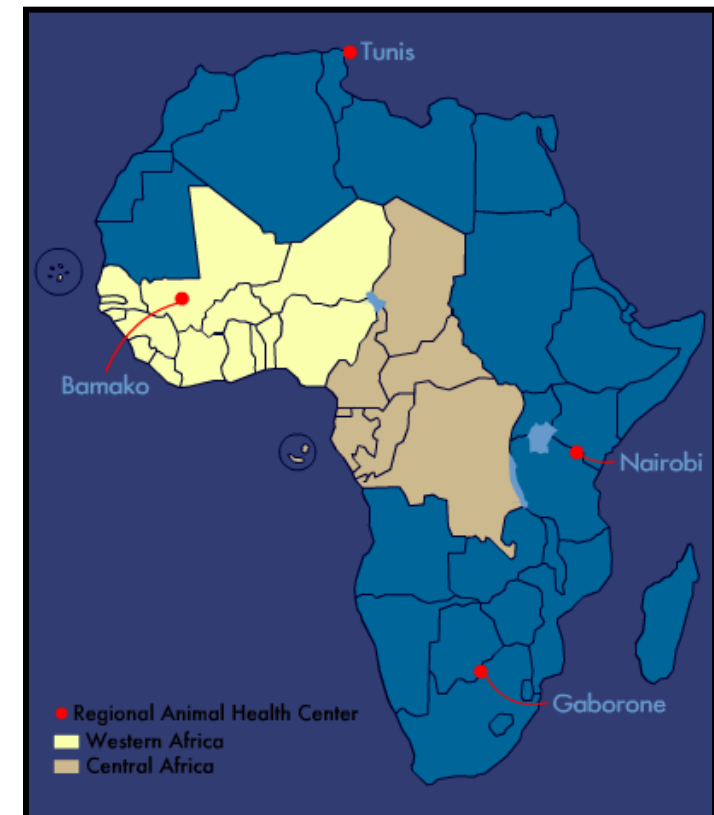 Tunis
Bamako
Nairobi
Gaborone
Regional Animal Health Center
Western Africa
Central Africa